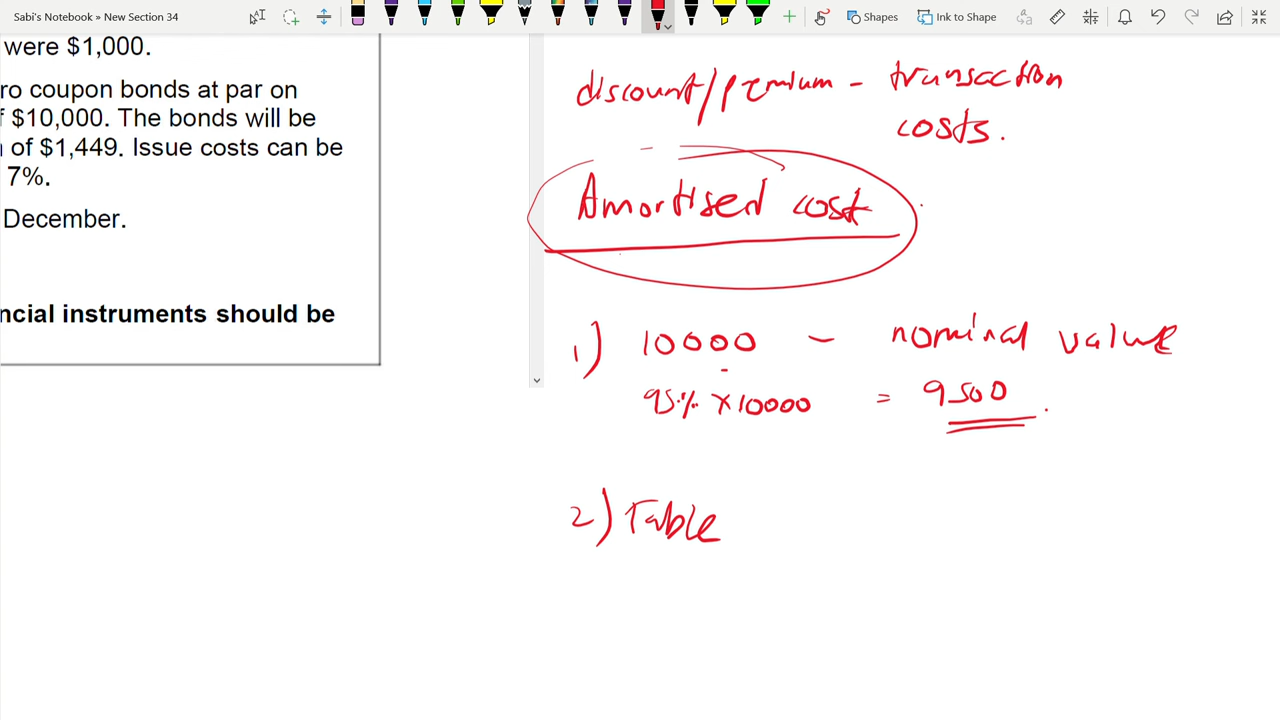 Sabi's Notebook » New Section 34
Shapes
Ink to Shape
were $1,000.
ro coupon bonds at par on
f $10,000. The bonds will be
of $1,449. Issue costs can be
7%.
December.
ncial instruments should be
discount/premium - transaction
costs.
Amortised cost
1) 10000 - nominal value
95% × 10000 = 9500
2) Table